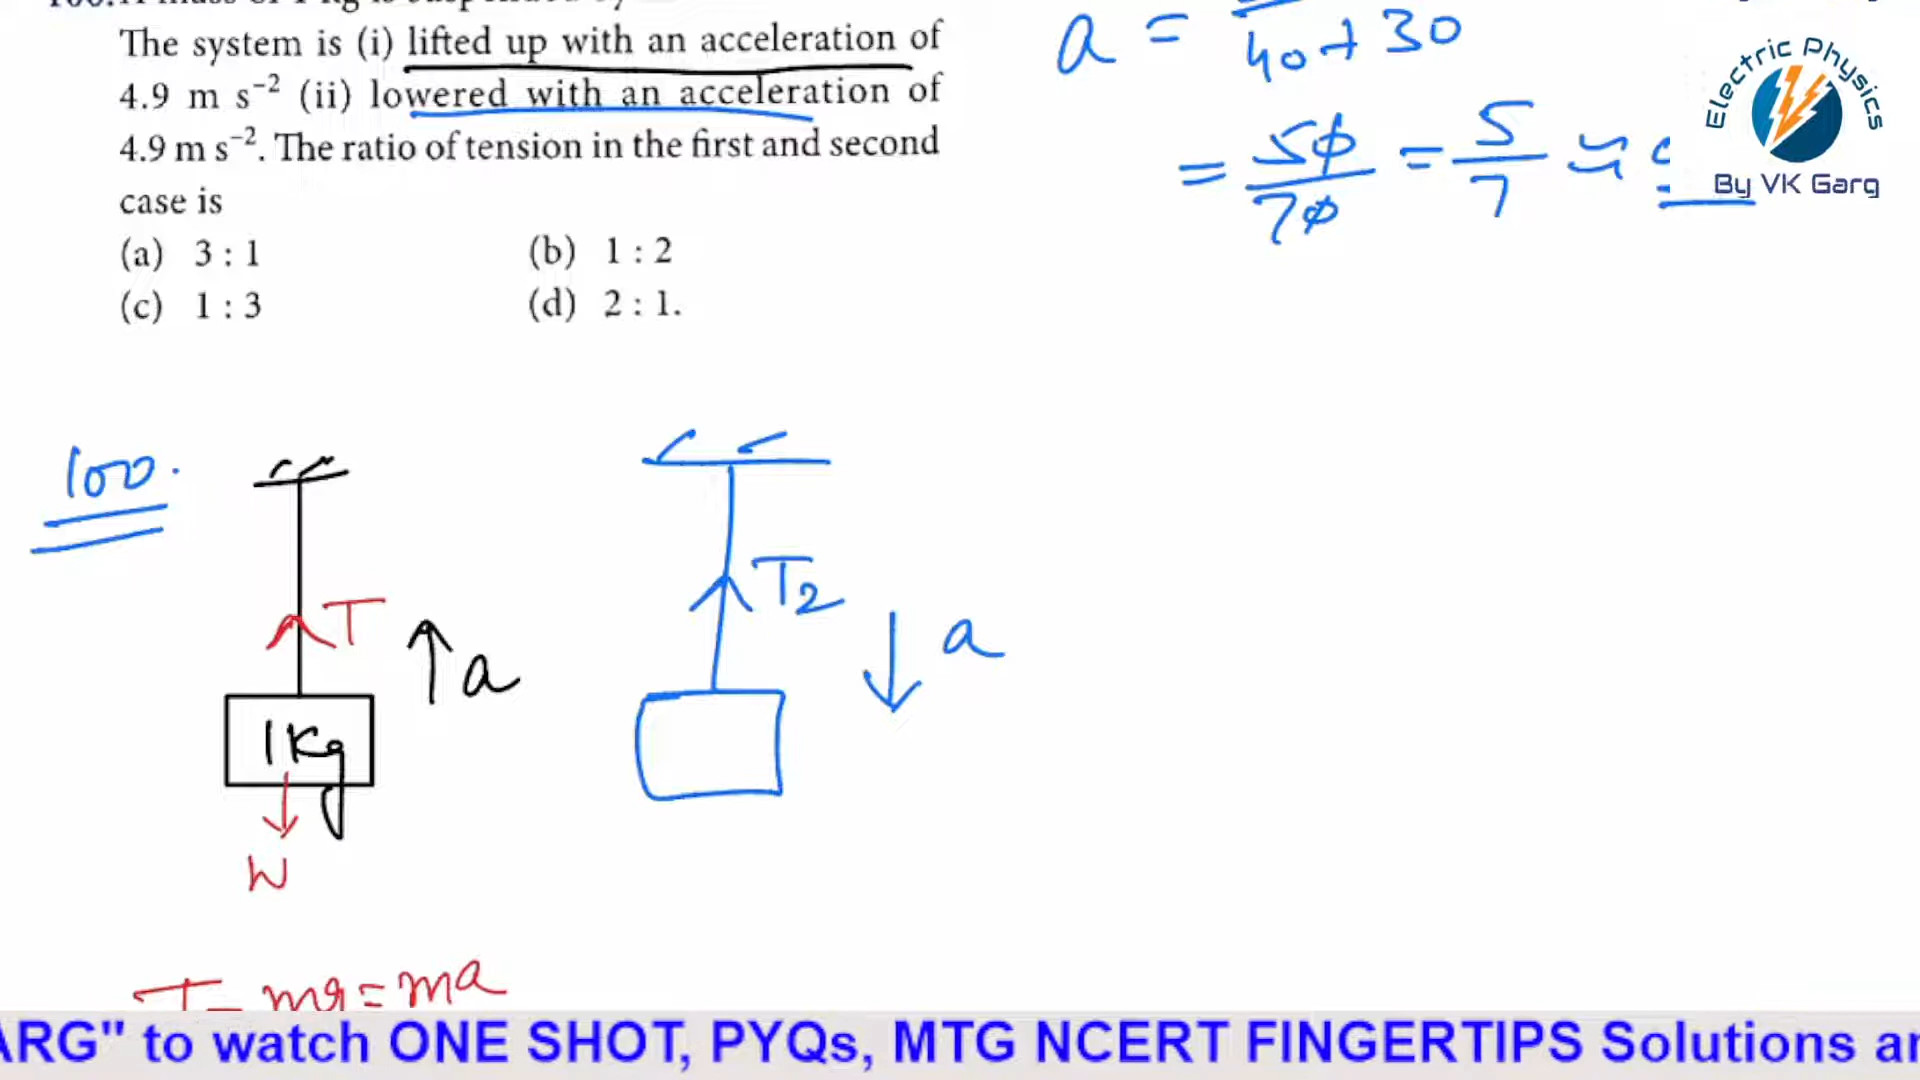 The system is (i) lifted up with an acceleration of
4.9 m s⁻² (ii) lowered with an acceleration of
4.9 m s⁻². The ratio of tension in the first and second
case is
(a) 3 : 1 (b) 1 : 2
(c) 1 : 3 (d) 2 : 1.
a = 40 + 30
= 50/70 = 5/7 ≈
Electric Physics
By VK Garg
100.
T
a
1Kg
W
T2
a
T - mg = ma
ARG" to watch ONE SHOT, PYQs, MTG NCERT FINGERTIPS Solutions